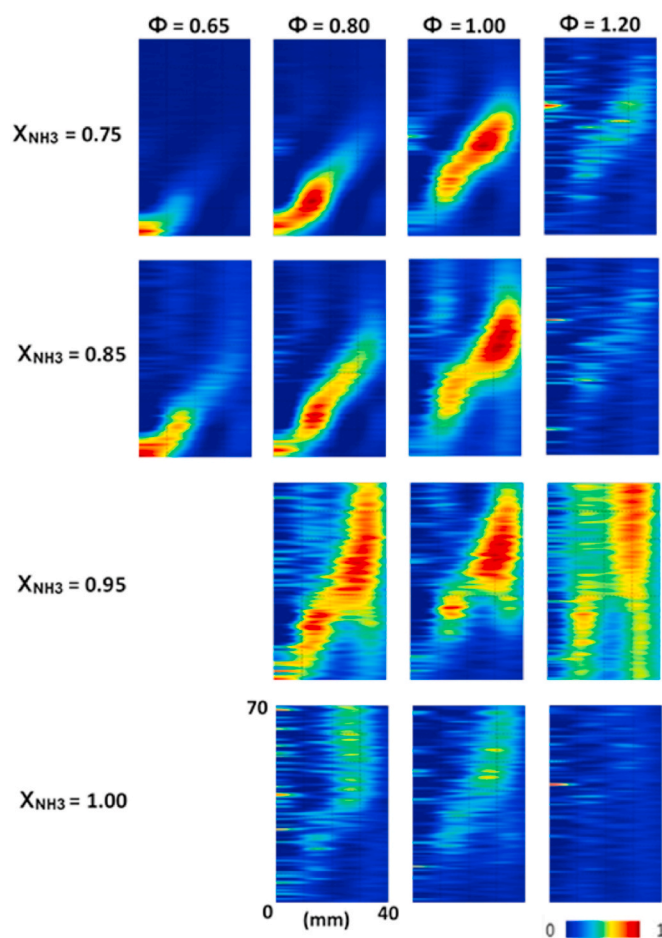 Φ = 0.65 Φ = 0.80 Φ = 1.00 Φ = 1.20
XNH3 = 0.75
XNH3 = 0.85
XNH3 = 0.95
70
XNH3 = 1.00
0 (mm) 40
0 1